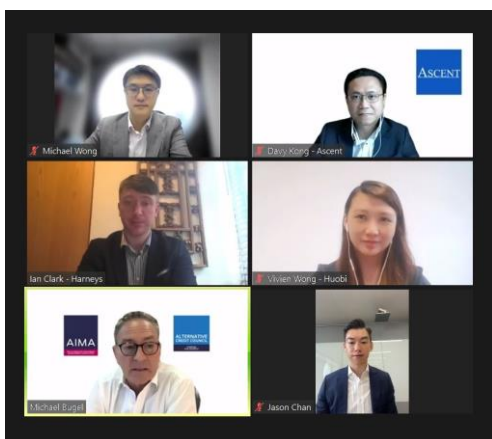 Michael Wong
ASCENT
Davy Kong - Ascent
Ian Clark - Harneys
Vivien Wong - Huobi
AIMA
ALTERNATIVE
CREDIT COUNCIL
Michael Bugel
Jason Chan